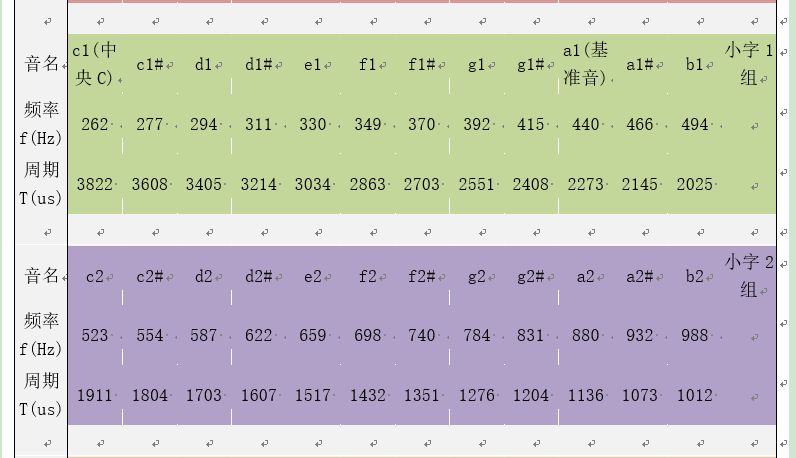 音名 c1(中央C) c1# d1 d1# e1 f1 f1# g1 g1# a1(基准音) a1# b1 小字1组
频率f(Hz) 262 277 294 311 330 349 370 392 415 440 466 494
周期T(us) 3822 3608 3405 3214 3034 2863 2703 2551 2408 2273 2145 2025
音名 c2 c2# d2 d2# e2 f2 f2# g2 g2# a2 a2# b2 小字2组
频率f(Hz) 523 554 587 622 659 698 740 784 831 880 932 988
周期T(us) 1911 1804 1703 1607 1517 1432 1351 1276 1204 1136 1073 1012